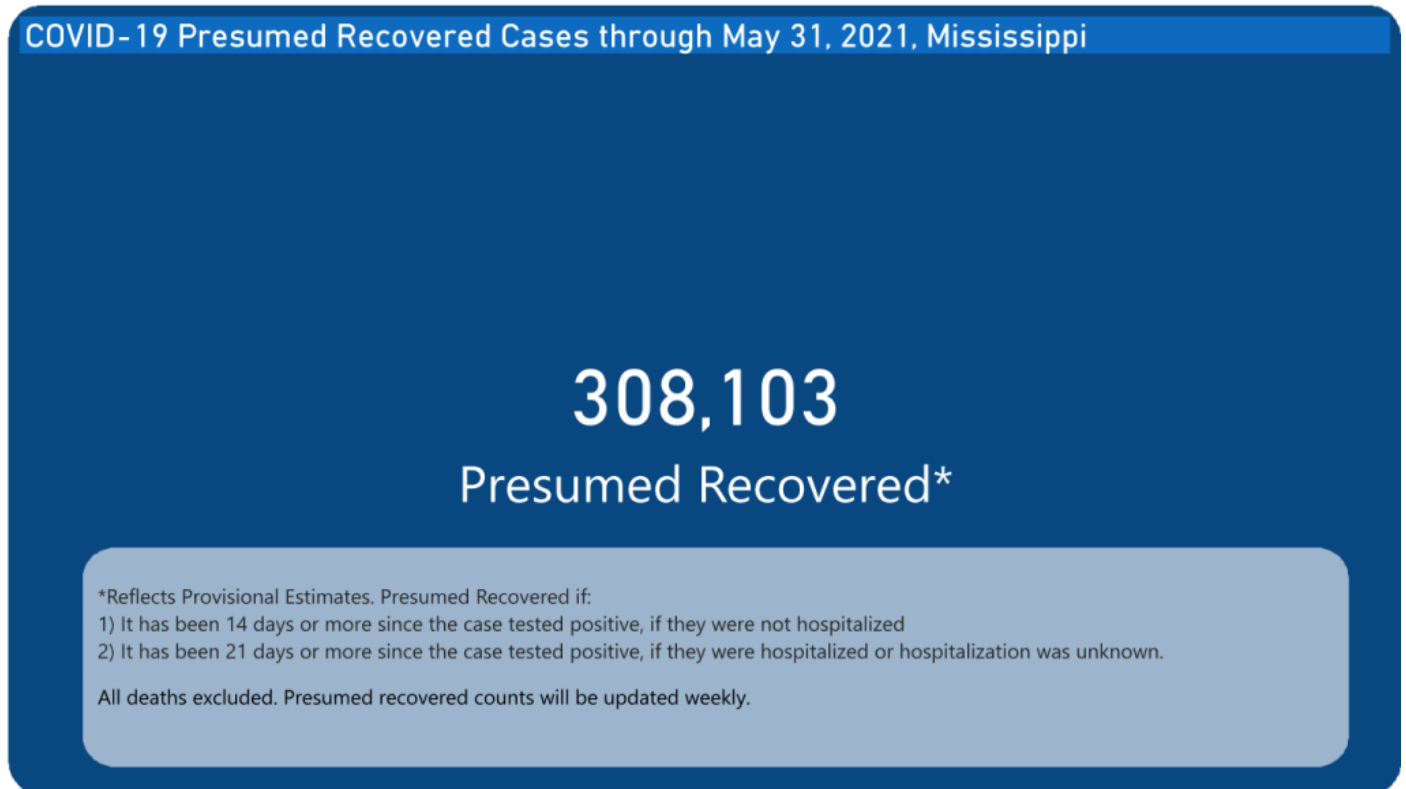 COVID-19 Presumed Recovered Cases through May 31, 2021, Mississippi
308,103
Presumed Recovered*
*Reflects Provisional Estimates. Presumed Recovered if:
1) It has been 14 days or more since the case tested positive, if they were not hospitalized
2) It has been 21 days or more since the case tested positive, if they were hospitalized or hospitalization was unknown.
All deaths excluded. Presumed recovered counts will be updated weekly.